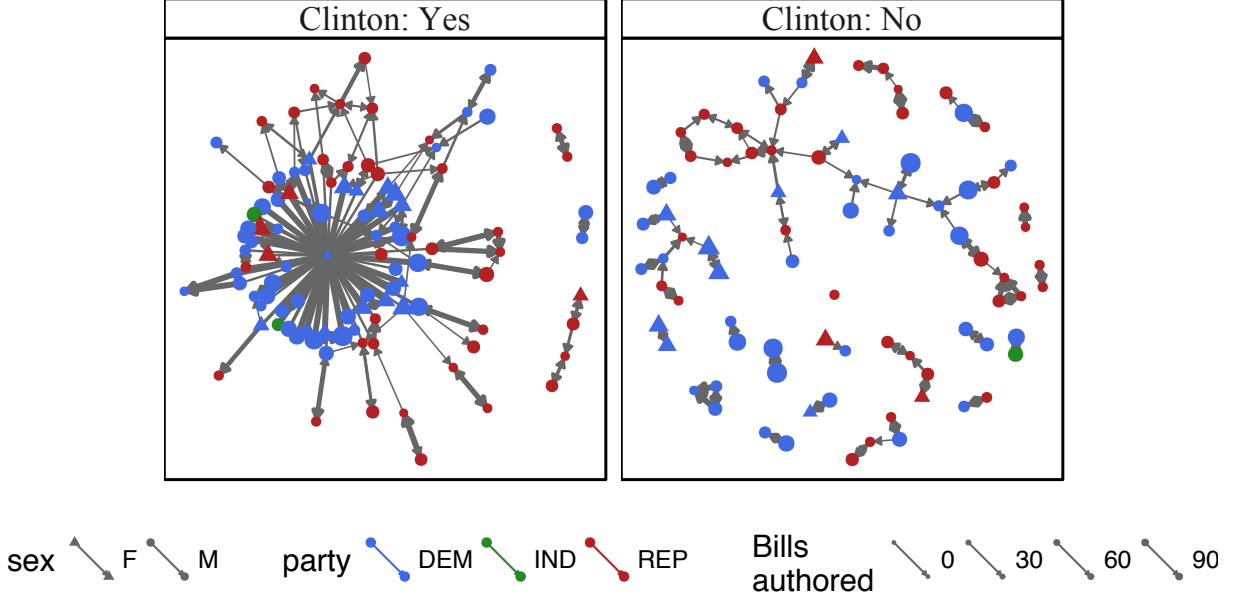 Clinton: Yes
Clinton: No
sex F M party DEM IND REP Bills authored 0 30 60 90